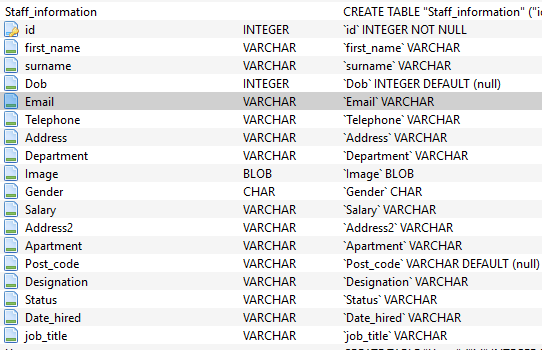 Staff_information CREATE TABLE "Staff_information" ("id
id INTEGER `id` INTEGER NOT NULL
first_name VARCHAR `first_name` VARCHAR
surname VARCHAR `surname` VARCHAR
Dob INTEGER `Dob` INTEGER DEFAULT (null)
Email VARCHAR `Email` VARCHAR
Telephone VARCHAR `Telephone` VARCHAR
Address VARCHAR `Address` VARCHAR
Department VARCHAR `Department` VARCHAR
Image BLOB `Image` BLOB
Gender CHAR `Gender` CHAR
Salary VARCHAR `Salary` VARCHAR
Address2 VARCHAR `Address2` VARCHAR
Apartment VARCHAR `Apartment` VARCHAR
Post_code VARCHAR `Post_code` VARCHAR DEFAULT (null)
Designation VARCHAR `Designation` VARCHAR
Status VARCHAR `Status` VARCHAR
Date_hired VARCHAR `Date_hired` VARCHAR
job_title VARCHAR `job_title` VARCHAR